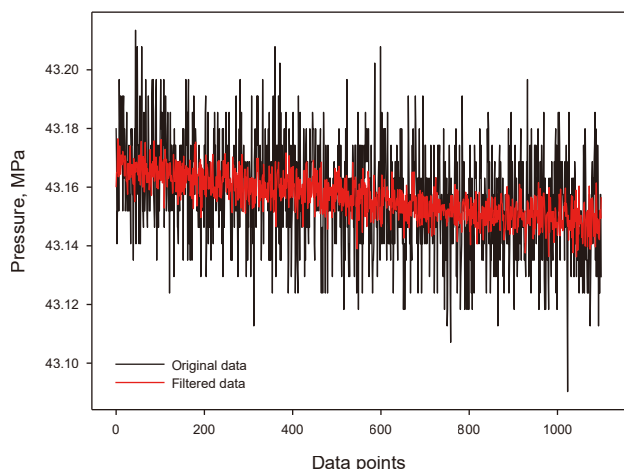 43.20
43.18
43.16
43.14
43.12
43.10
Pressure, MPa
Original data
Filtered data
0 200 400 600 800 1000
Data points